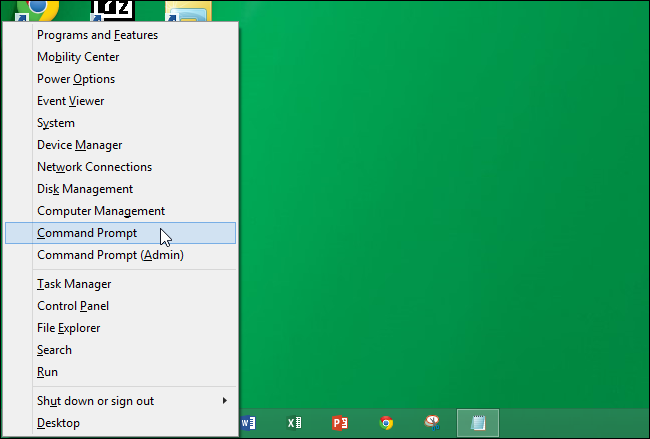 7z
Programs and Features
Mobility Center
Power Options
Event Viewer
System
Device Manager
Network Connections
Disk Management
Computer Management
Command Prompt
Command Prompt (Admin)
Task Manager
Control Panel
File Explorer
Search
Run
Shut down or sign out
Desktop